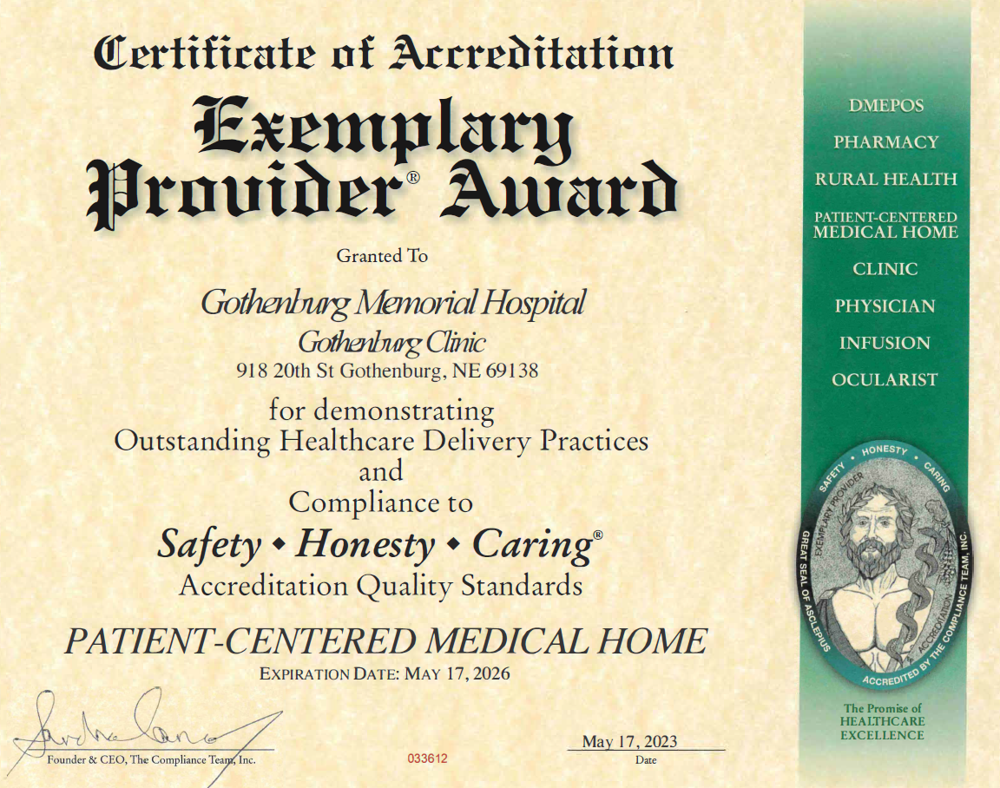 Certificate of Accreditation
Exemplary
Provider® Award
Granted To
Gothenburg Memorial Hospital
Gothenburg Clinic
918 20th St Gothenburg, NE 69138
for demonstrating
Outstanding Healthcare Delivery Practices
and
Compliance to
Safety ◆ Honesty ◆ Caring®
Accreditation Quality Standards
PATIENT-CENTERED MEDICAL HOME
EXPIRATION DATE: MAY 17, 2026
Founder & CEO, The Compliance Team, Inc.
033612
May 17, 2023
Date
DMEPOS
PHARMACY
RURAL HEALTH
PATIENT-CENTERED
MEDICAL HOME
CLINIC
PHYSICIAN
INFUSION
OCULARIST
SAFETY • HONESTY • CARING
EXEMPLARY PROVIDER
ACCREDITATION
GREAT SEAL OF ASCLEPIUS
ACCREDITED BY THE COMPLIANCE TEAM, INC.
The Promise of
HEALTHCARE
EXCELLENCE